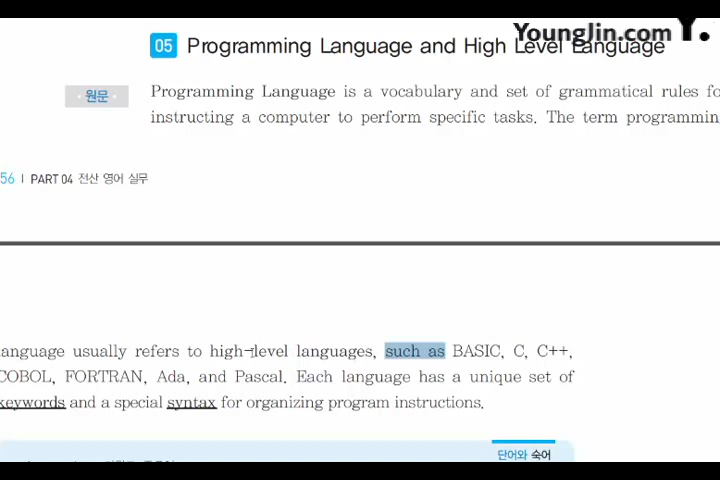 YoungJin.com Y.
05 Programming Language and High Level Language
원문
Programming Language is a vocabulary and set of grammatical rules fo
instructing a computer to perform specific tasks. The term programmin
56 | PART 04 전산 영어 실무
anguage usually refers to high-level languages, such as BASIC, C, C++,
COBOL, FORTRAN, Ada, and Pascal. Each language has a unique set of
keywords and a special syntax for organizing program instructions.
단어와 숙어